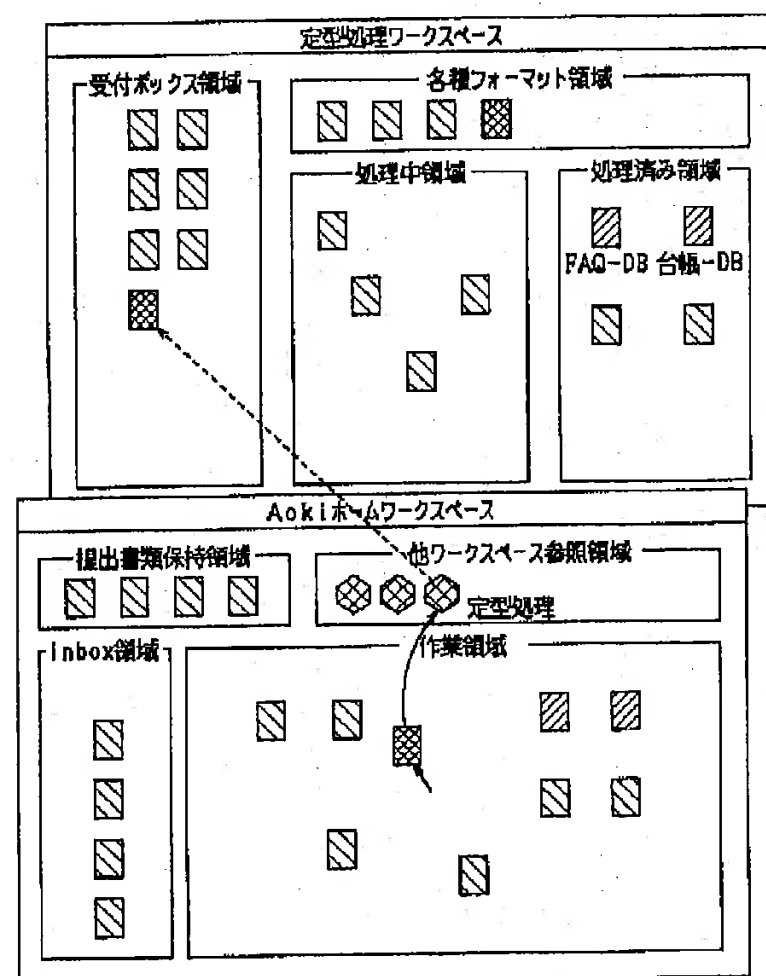 定型処理ワークスペース
受付ボックス領域
各種フォーマット領域
処理中領域
処理済み領域
FAQ-DB 台帳-DB
Aokiホームワークスペース
提出書類保持領域
他ワークスペース参照領域
定型処理
inbox領域
作業領域